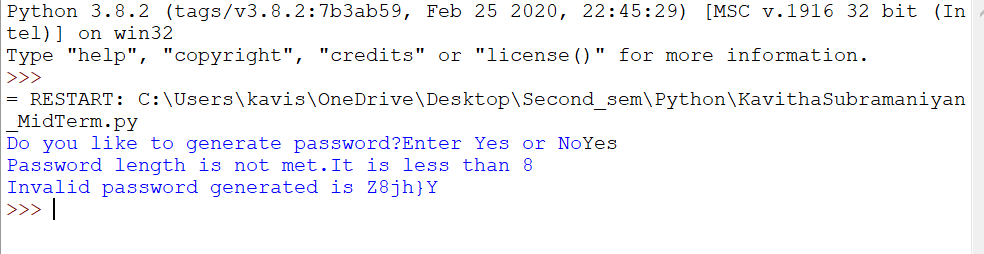 Python 3.8.2 (tags/v3.8.2:7b3ab59, Feb 25 2020, 22:45:29) [MSC v.1916 32 bit (In
tel)] on win32
Type "help", "copyright", "credits" or "license()" for more information.
>>>
= RESTART: C:\Users\kavis\OneDrive\Desktop\Second_sem\Python\KavithaSubramaniyan
_MidTerm.py
Do you like to generate password?Enter Yes or NoYes
Password length is not met.It is less than 8
Invalid password generated is Z8jh}Y
>>>